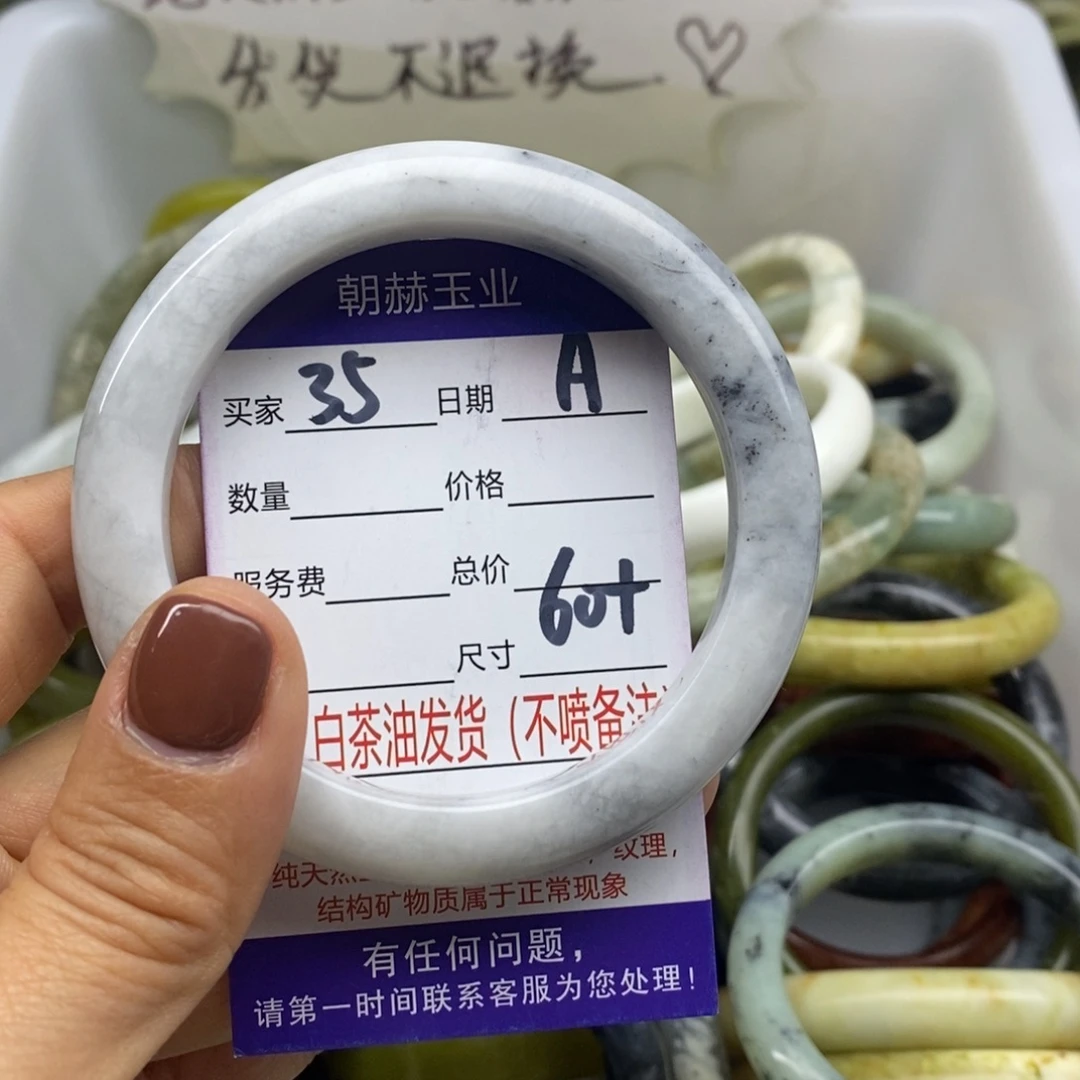 不退换
朝赫玉业
买家 35 日期 A
数量 价格
服务费 总价 60+
尺寸
白茶油发货（不喷备注
纯天然 纹理，
结构矿物质属于正常现象
有任何问题，
请第一时间联系客服为您处理！